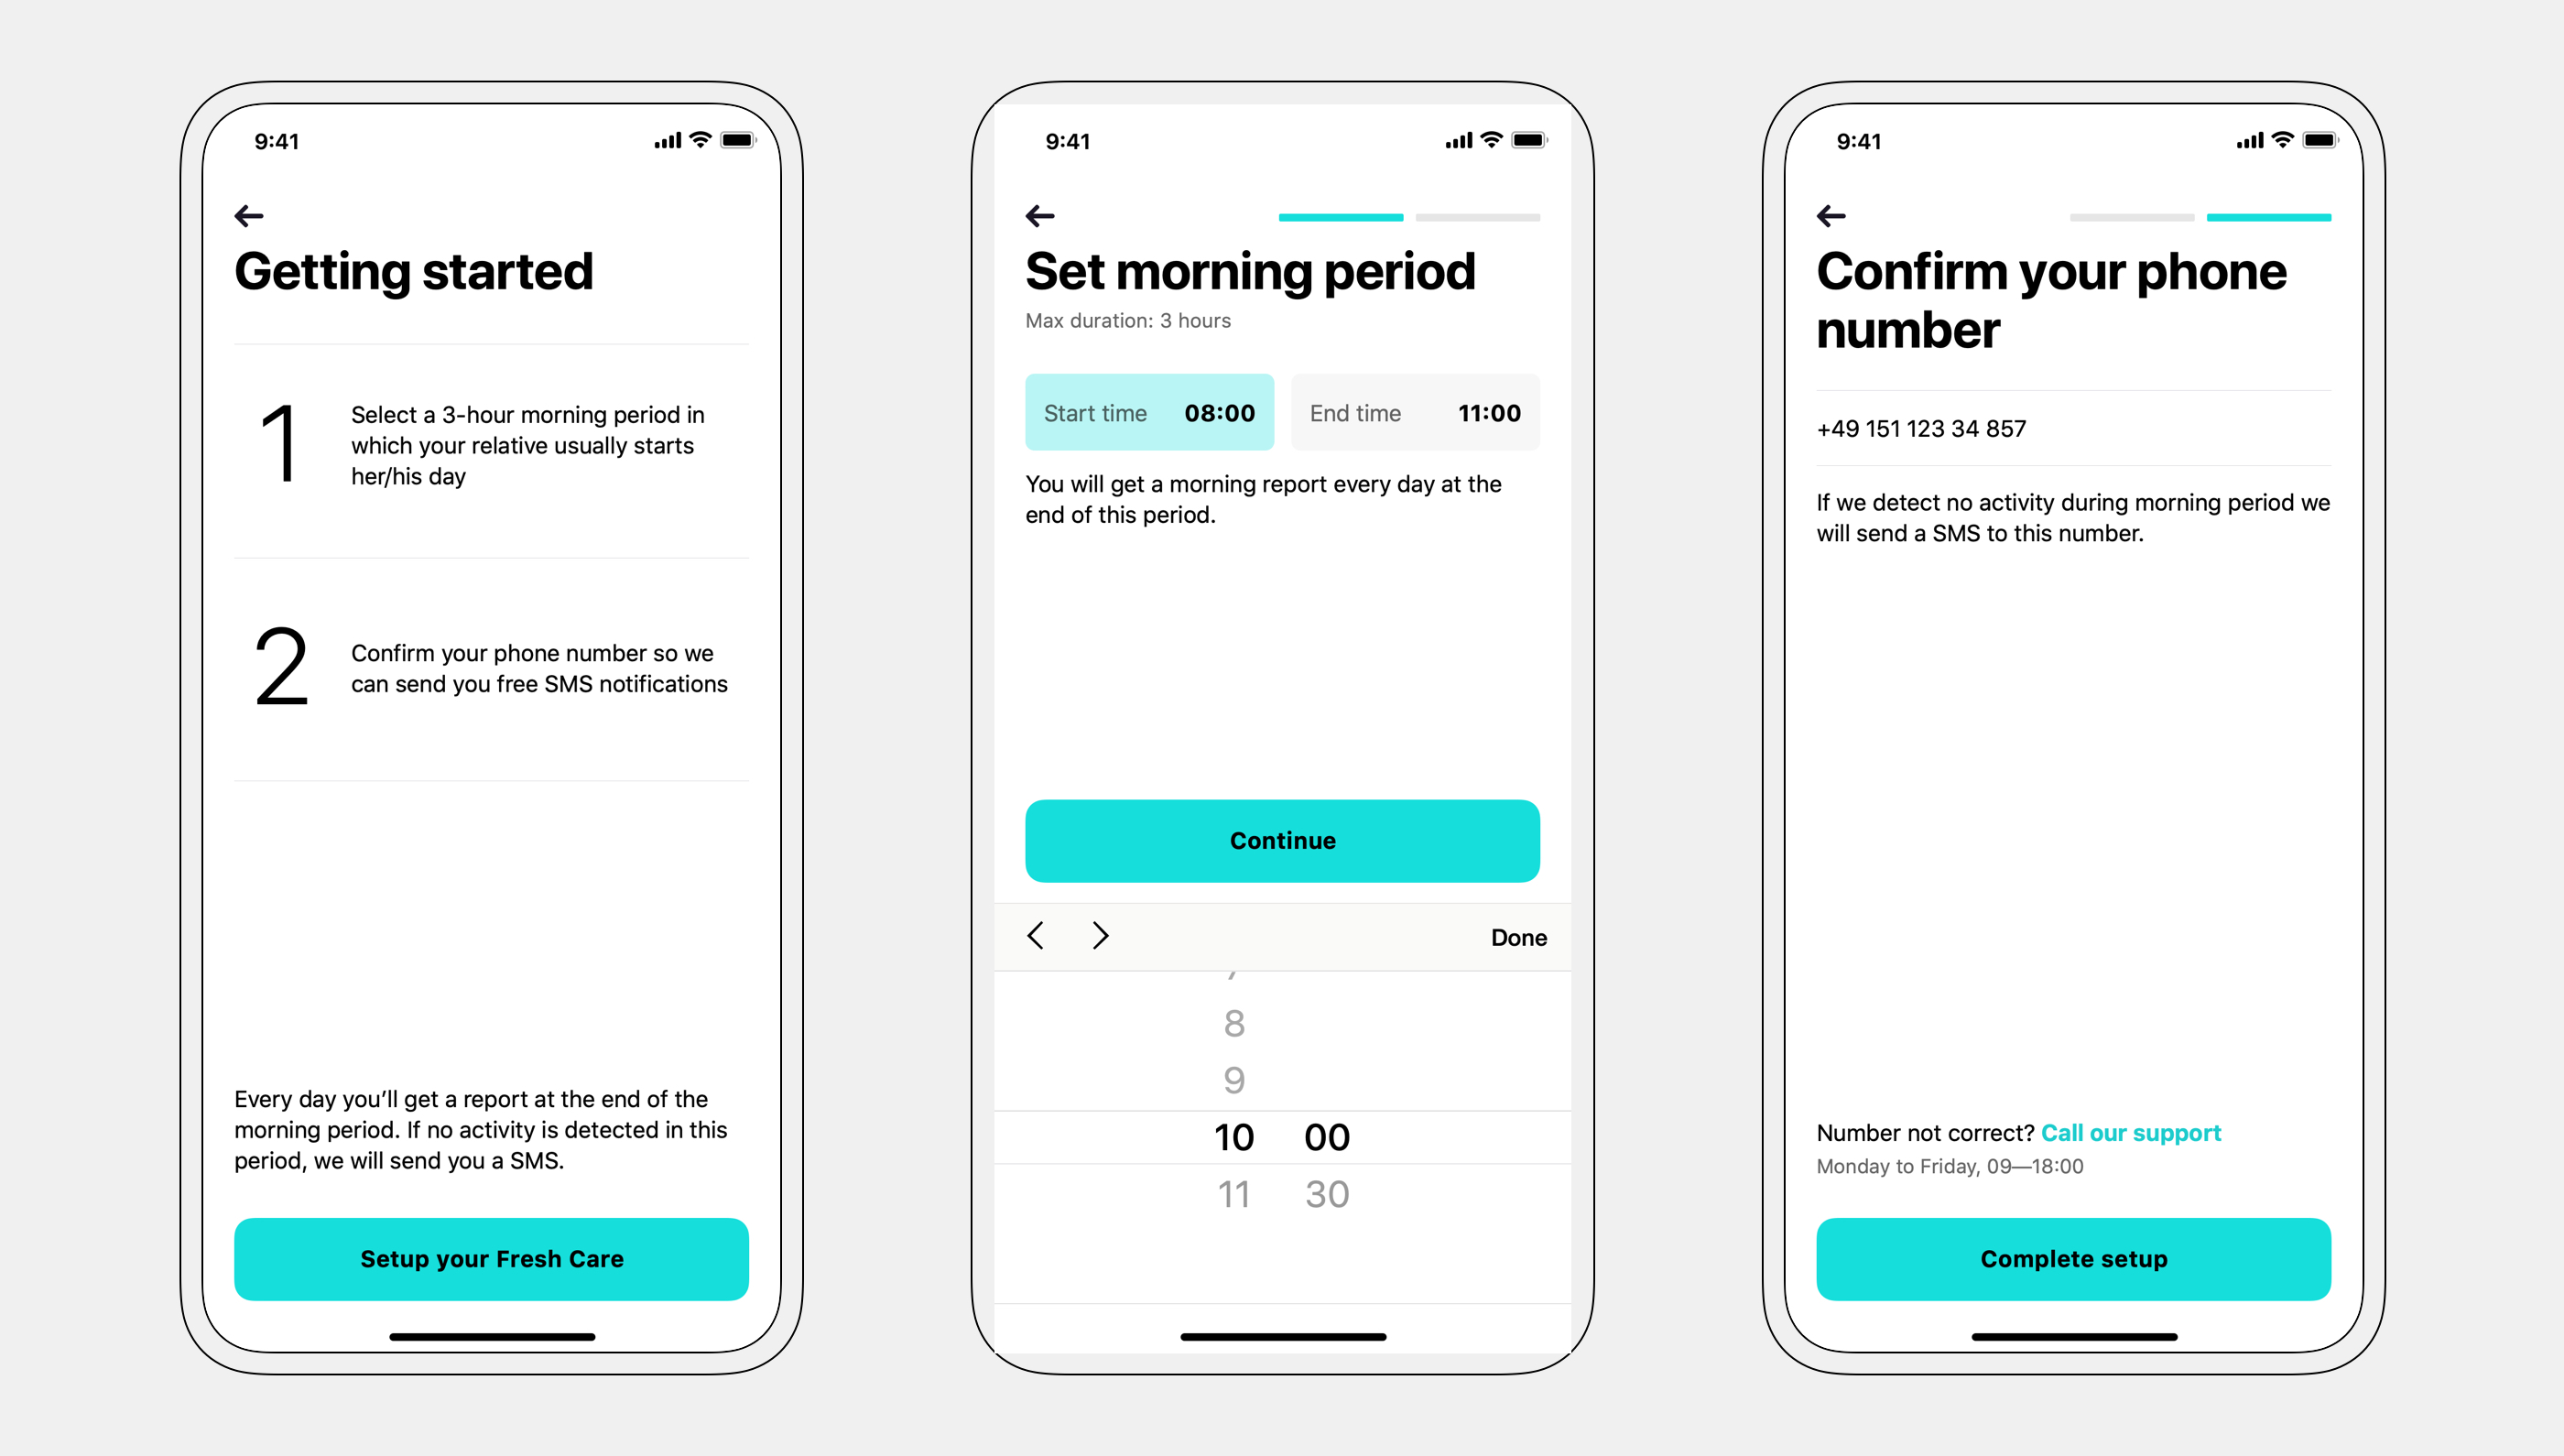 9:41
Getting started
1
Select a 3-hour morning period in
which your relative usually starts
her/his day
2
Confirm your phone number so we
can send you free SMS notifications
Every day you’ll get a report at the end of the
morning period. If no activity is detected in this
period, we will send you a SMS.
Setup your Fresh Care
9:41
Set morning period
Max duration: 3 hours
Start time 08:00 End time 11:00
You will get a morning report every day at the
end of this period.
Continue
Done
7
8
9
10 00
11 30
9:41
Confirm your phone
number
+49 151 123 34 857
If we detect no activity during morning period we
will send a SMS to this number.
Number not correct? Call our support
Monday to Friday, 09—18:00
Complete setup